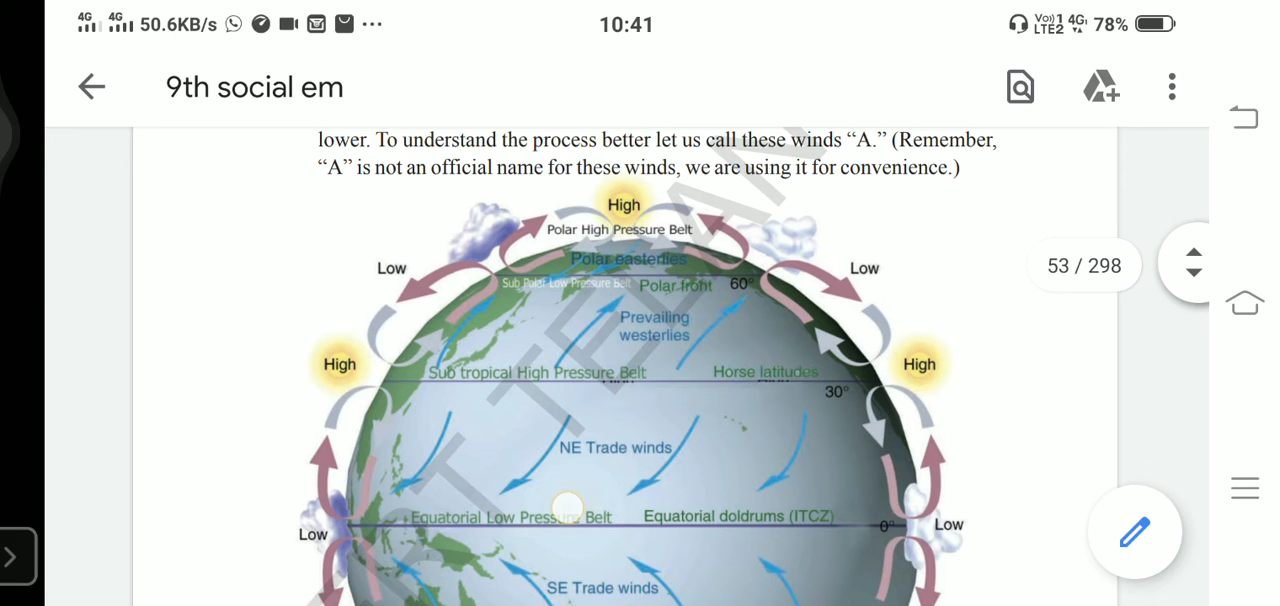 4G 4G 50.6KB/s 10:41 Vo)) 1 4G 78%
LTE2
9th social em
lower. To understand the process better let us call these winds “A.” (Remember,
“A” is not an official name for these winds, we are using it for convenience.)
High
Polar High Pressure Belt
Polar easterlies
Low Low
Sub Polar Low Pressure Belt Polar front 60°
53 / 298
Prevailing
westerlies
High High
Sub tropical High Pressure Belt Horse latitudes
30°
NE Trade winds
Equatorial Low Pressure Belt Equatorial doldrums (ITCZ) 0°
Low Low
SE Trade winds